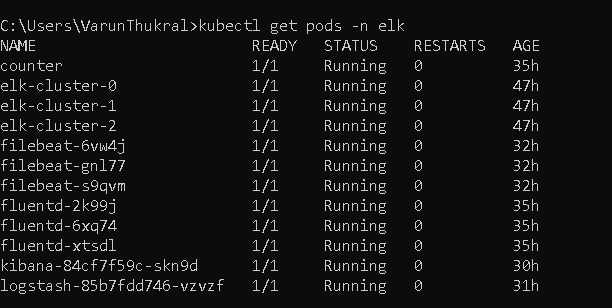 C:\Users\VarunThukral>kubectl get pods -n elk
NAME READY STATUS RESTARTS AGE
counter 1/1 Running 0 35h
elk-cluster-0 1/1 Running 0 47h
elk-cluster-1 1/1 Running 0 47h
elk-cluster-2 1/1 Running 0 47h
filebeat-6vw4j 1/1 Running 0 32h
filebeat-gnl77 1/1 Running 0 32h
filebeat-s9qvm 1/1 Running 0 32h
fluentd-2k99j 1/1 Running 0 35h
fluentd-6xq74 1/1 Running 0 35h
fluentd-xtsdl 1/1 Running 0 35h
kibana-84cf7f59c-skn9d 1/1 Running 0 30h
logstash-85b7fdd746-vzvzf 1/1 Running 0 31h